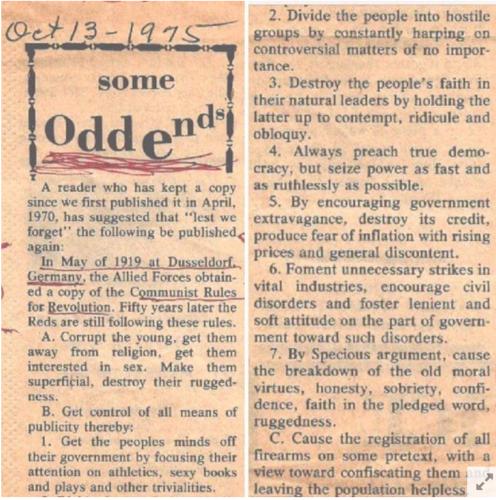 Oct 13-1975
some
Odd ends
A reader who has kept a copy
since we first published it in April,
1970, has suggested that "lest we
forget" the following be published
again:
In May of 1919 at Dusseldorf,
Germany, the Allied Forces obtain-
ed a copy of the Communist Rules
for Revolution. Fifty years later the
Reds are still following these rules.
A. Corrupt the young, get them
away from religion, get them
interested in sex. Make them
superficial, destroy their rugged-
ness.
B. Get control of all means of
publicity thereby:
1. Get the peoples minds off
their government by focusing their
attention on athletics, sexy books
and plays and other trivialities.
2. Divide the people into hostile
groups by constantly harping on
controversial matters of no impor-
tance.
3. Destroy the people's faith in
their natural leaders by holding the
latter up to contempt, ridicule and
obloquy.
4. Always preach true demo-
cracy, but seize power as fast and
as ruthlessly as possible.
5. By encouraging government
extravagance, destroy its credit,
produce fear of inflation with rising
prices and general discontent.
6. Foment unnecessary strikes in
vital industries, encourage civil
disorders and foster lenient and
soft attitude on the part of govern-
ment toward such disorders.
7. By Specious argument, cause
the breakdown of the old moral
virtues, honesty, sobriety, confi-
dence, faith in the pledged word,
ruggedness.
C. Cause the registration of all
firearms on some pretext, with a
view toward confiscating them and
leaving the population helpless